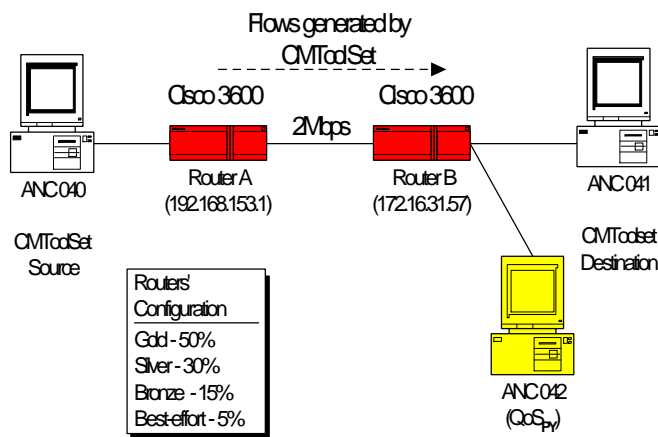 Flows generated by
CMToolSet
Cisco 3600
Cisco 3600
2Mbps
ANC 040
Router A
(192.168.153.1)
Router B
(172.16.31.57)
ANC 041
CMToolSet
Source
CMToolset
Destination
Routers'
Configuration
Gold - 50%
Silver - 30%
Bronze - 15%
Best-effort - 5%
ANC 042
(QoSPY)